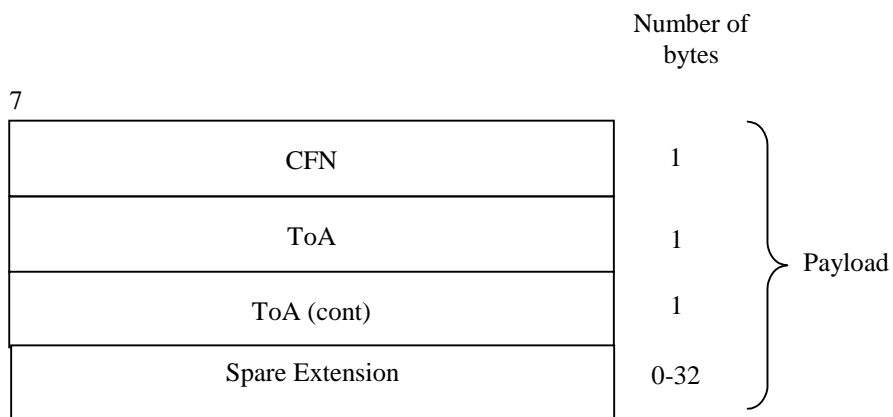 Number of
bytes
7
CFN
1
ToA
1
Payload
ToA (cont)
1
Spare Extension
0-32